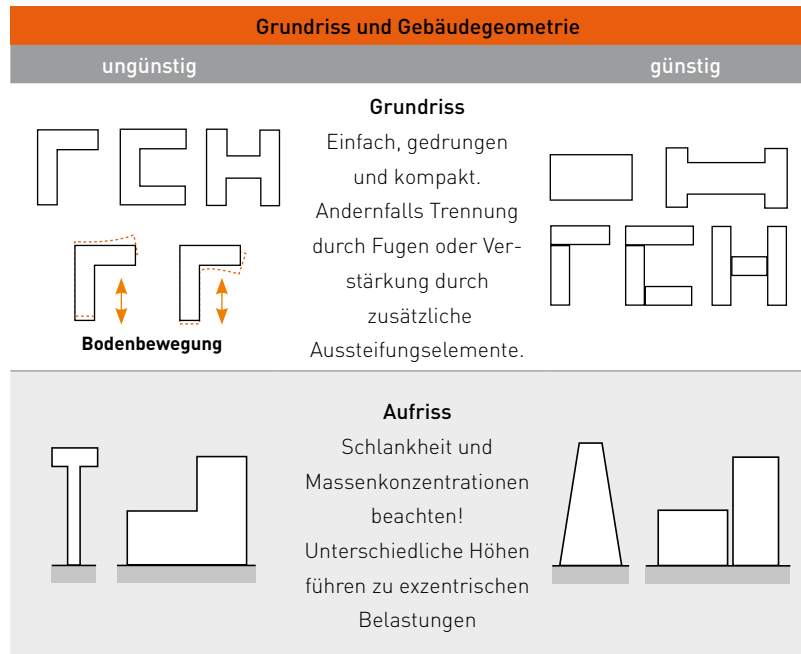 Grundriss und Gebäudegeometrie
ungünstig
günstig
Grundriss
Einfach, gedrungen
und kompakt.
Andernfalls Trennung
durch Fugen oder Ver-
stärkung durch
zusätzliche
Aussteifungselemente.
Bodenbewegung
Aufriss
Schlankheit und
Massenkonzentrationen
beachten!
Unterschiedliche Höhen
führen zu exzentrischen
Belastungen